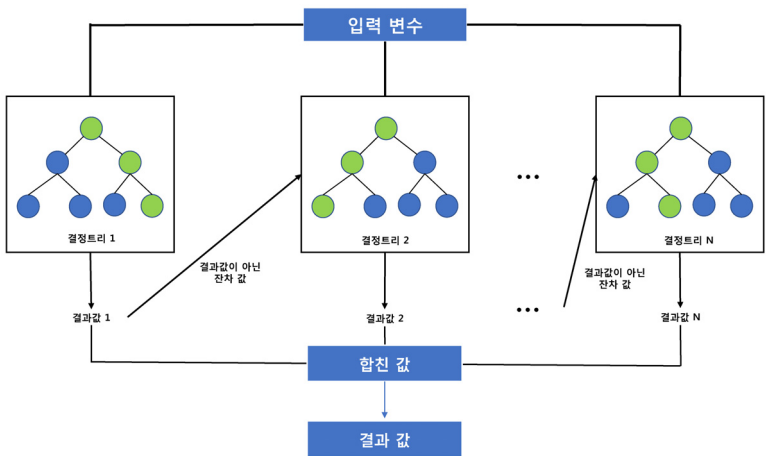 입력 변수
결정트리 1
결정트리 2
...
결정트리 N
결과값이 아닌
잔차 값
결과값이 아닌
잔차 값
결과값 1
결과값 2
...
결과값 N
합친 값
결과 값